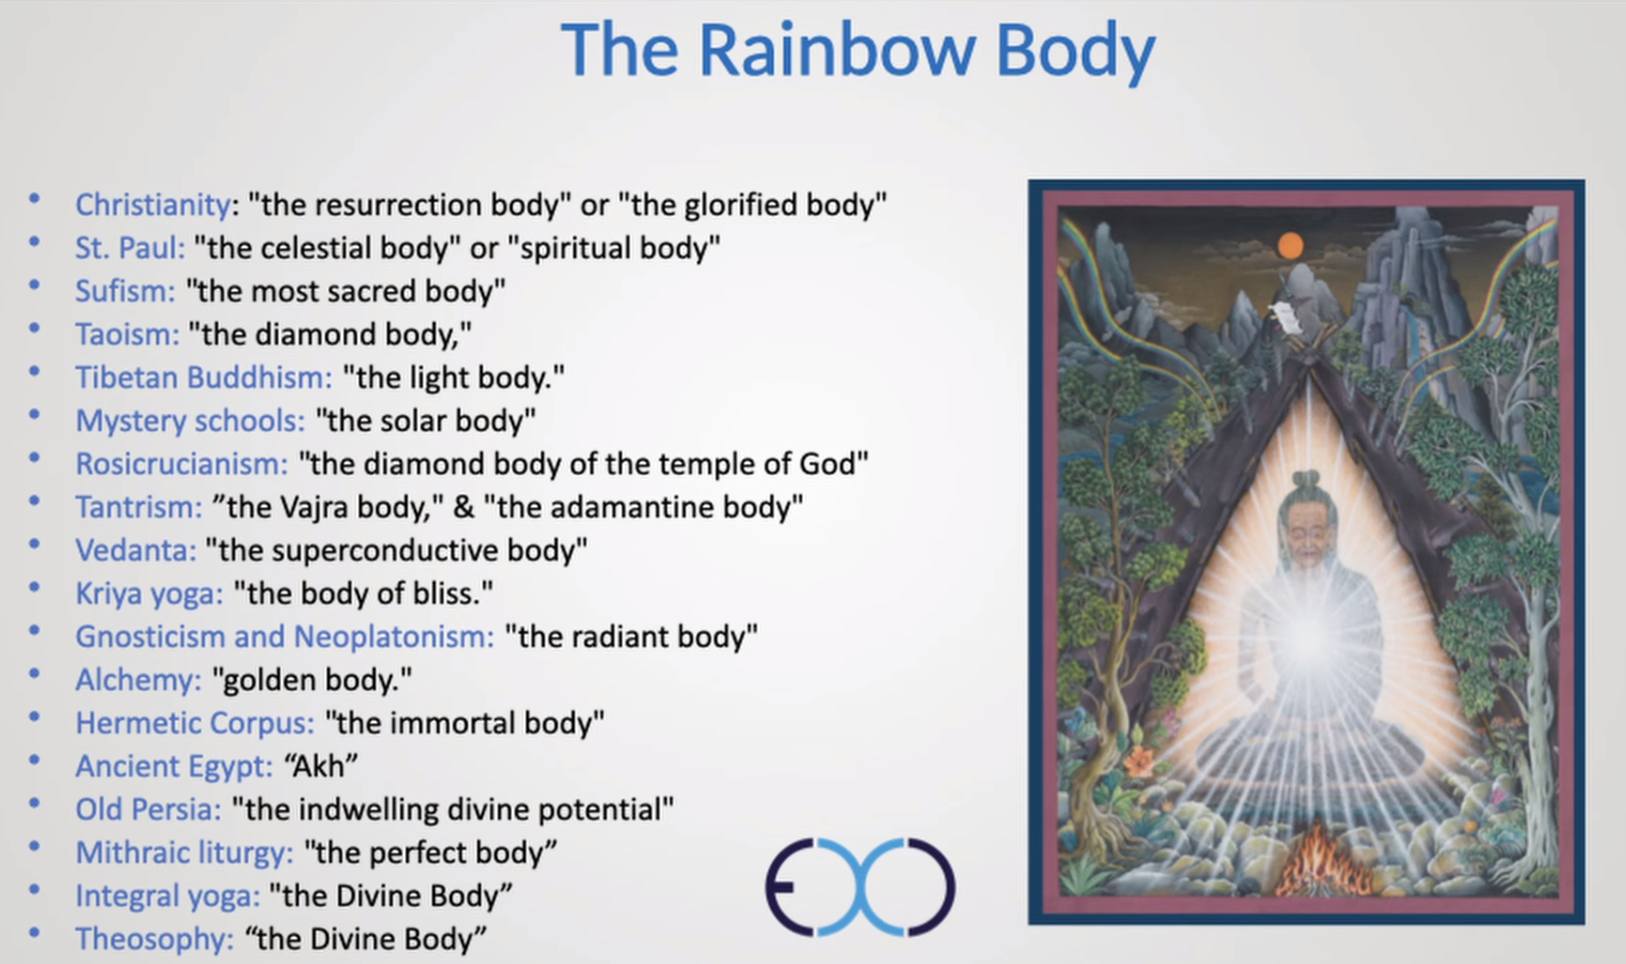 The Rainbow Body
• Christianity: "the resurrection body" or "the glorified body"
• St. Paul: "the celestial body" or "spiritual body"
• Sufism: "the most sacred body"
• Taoism: "the diamond body,"
• Tibetan Buddhism: "the light body."
• Mystery schools: "the solar body"
• Rosicrucianism: "the diamond body of the temple of God"
• Tantrism: ”the Vajra body," & "the adamantine body"
• Vedanta: "the superconductive body"
• Kriya yoga: "the body of bliss."
• Gnosticism and Neoplatonism: "the radiant body"
• Alchemy: "golden body."
• Hermetic Corpus: "the immortal body"
• Ancient Egypt: “Akh”
• Old Persia: "the indwelling divine potential"
• Mithraic liturgy: "the perfect body”
• Integral yoga: "the Divine Body”
• Theosophy: “the Divine Body”
EXO